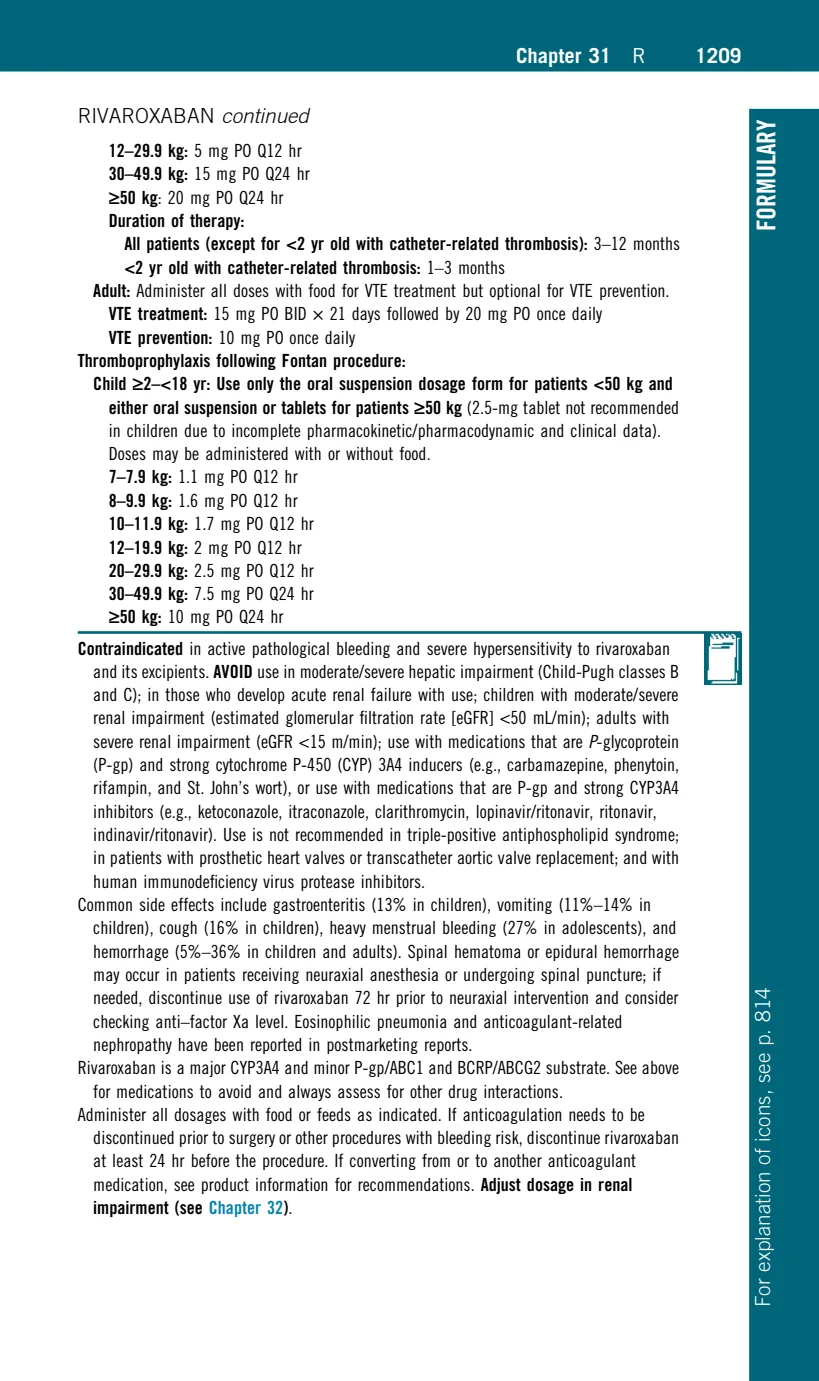 Chapter 31 R 1209
RIVAROXABAN continued
12–29.9 kg: 5 mg PO Q12 hr
30–49.9 kg: 15 mg PO Q24 hr
≥50 kg: 20 mg PO Q24 hr
Duration of therapy:
All patients (except for <2 yr old with catheter-related thrombosis): 3–12 months
<2 yr old with catheter-related thrombosis: 1–3 months
Adult: Administer all doses with food for VTE treatment but optional for VTE prevention.
VTE treatment: 15 mg PO BID × 21 days followed by 20 mg PO once daily
VTE prevention: 10 mg PO once daily
Thromboprophylaxis following Fontan procedure:
Child ≥2–<18 yr: Use only the oral suspension dosage form for patients <50 kg and
either oral suspension or tablets for patients ≥50 kg (2.5-mg tablet not recommended
in children due to incomplete pharmacokinetic/pharmacodynamic and clinical data).
Doses may be administered with or without food.
7–7.9 kg: 1.1 mg PO Q12 hr
8–9.9 kg: 1.6 mg PO Q12 hr
10–11.9 kg: 1.7 mg PO Q12 hr
12–19.9 kg: 2 mg PO Q12 hr
20–29.9 kg: 2.5 mg PO Q12 hr
30–49.9 kg: 7.5 mg PO Q24 hr
≥50 kg: 10 mg PO Q24 hr
Contraindicated in active pathological bleeding and severe hypersensitivity to rivaroxaban
and its excipients. AVOID use in moderate/severe hepatic impairment (Child-Pugh classes B
and C); in those who develop acute renal failure with use; children with moderate/severe
renal impairment (estimated glomerular filtration rate [eGFR] <50 mL/min); adults with
severe renal impairment (eGFR <15 m/min); use with medications that are P-glycoprotein
(P-gp) and strong cytochrome P-450 (CYP) 3A4 inducers (e.g., carbamazepine, phenytoin,
rifampin, and St. John's wort), or use with medications that are P-gp and strong CYP3A4
inhibitors (e.g., ketoconazole, itraconazole, clarithromycin, lopinavir/ritonavir, ritonavir,
indinavir/ritonavir). Use is not recommended in triple-positive antiphospholipid syndrome;
in patients with prosthetic heart valves or transcatheter aortic valve replacement; and with
human immunodeficiency virus protease inhibitors.
Common side effects include gastroenteritis (13% in children), vomiting (11%–14% in
children), cough (16% in children), heavy menstrual bleeding (27% in adolescents), and
hemorrhage (5%–36% in children and adults). Spinal hematoma or epidural hemorrhage
may occur in patients receiving neuraxial anesthesia or undergoing spinal puncture; if
needed, discontinue use of rivaroxaban 72 hr prior to neuraxial intervention and consider
checking anti–factor Xa level. Eosinophilic pneumonia and anticoagulant-related
nephropathy have been reported in postmarketing reports.
Rivaroxaban is a major CYP3A4 and minor P-gp/ABC1 and BCRP/ABCG2 substrate. See above
for medications to avoid and always assess for other drug interactions.
Administer all dosages with food or feeds as indicated. If anticoagulation needs to be
discontinued prior to surgery or other procedures with bleeding risk, discontinue rivaroxaban
at least 24 hr before the procedure. If converting from or to another anticoagulant
medication, see product information for recommendations. Adjust dosage in renal
impairment (see Chapter 32).
FORMULARY
For explanation of icons, see p. 814